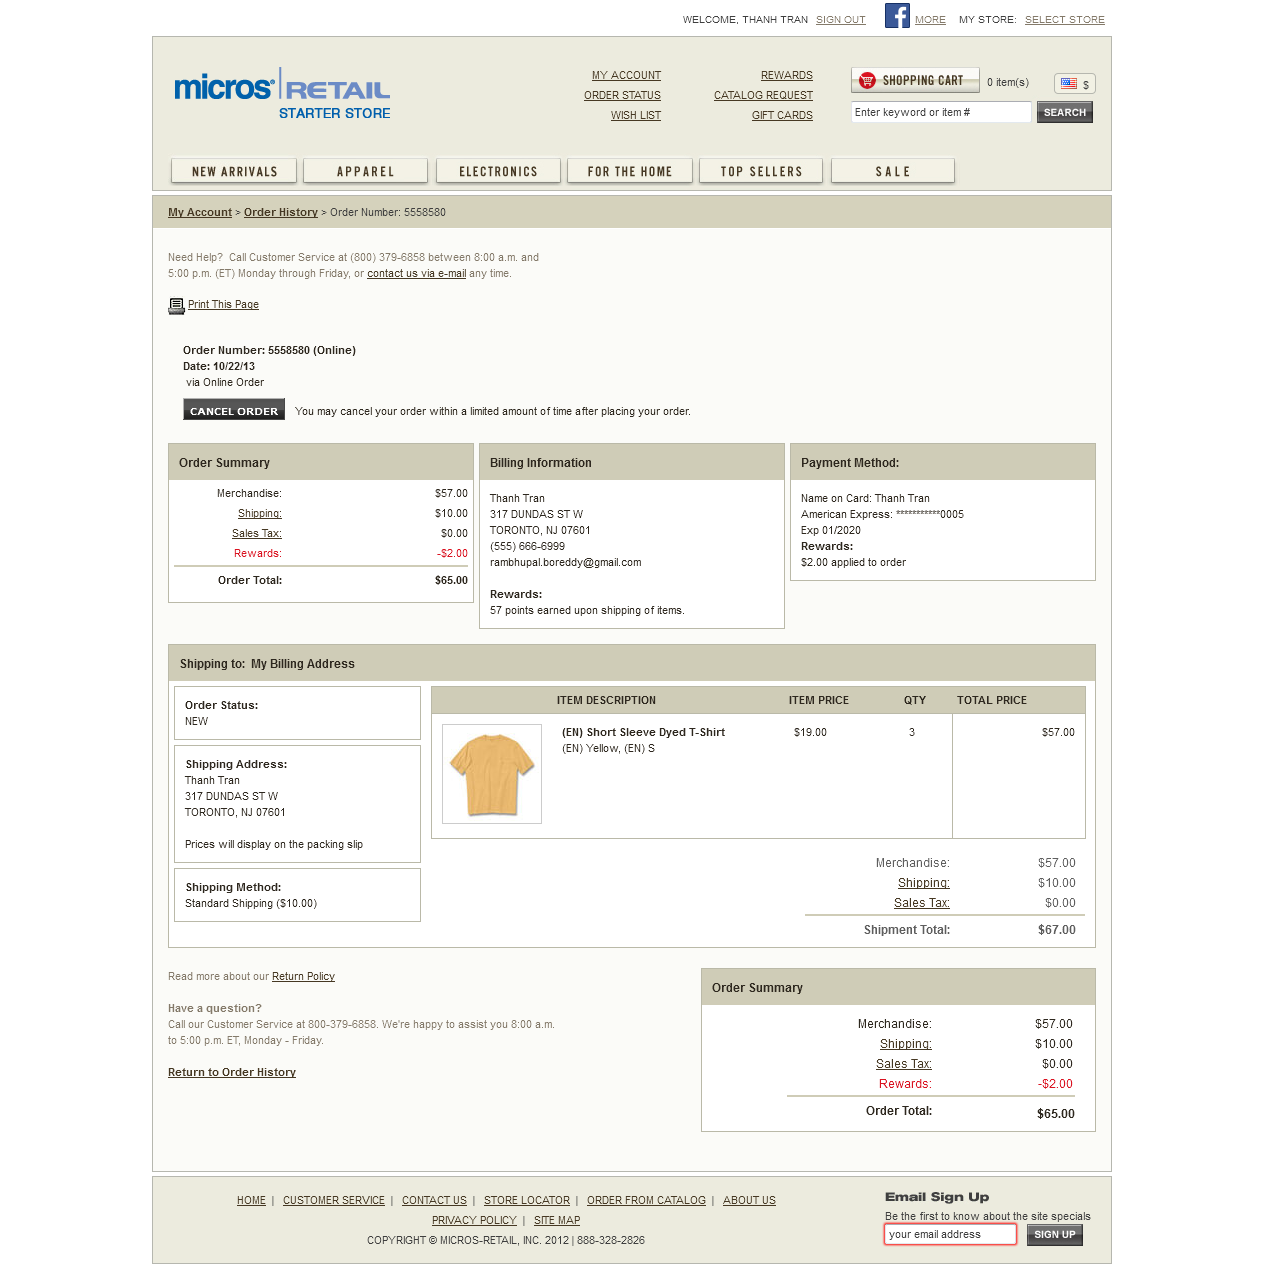 WELCOME, THANH TRAN SIGN OUT MORE MY STORE: SELECT STORE
micros RETAIL
STARTER STORE
MY ACCOUNT REWARDS
ORDER STATUS CATALOG REQUEST
WISH LIST GIFT CARDS
SHOPPING CART 0 item(s) $
Enter keyword or item # SEARCH
NEW ARRIVALS APPAREL ELECTRONICS FOR THE HOME TOP SELLERS SALE
My Account > Order History > Order Number: 5558580
Need Help? Call Customer Service at (800) 379-6858 between 8:00 a.m. and
5:00 p.m. (ET) Monday through Friday, or contact us via e-mail any time.
Print This Page
Order Number: 5558580 (Online)
Date: 10/22/13
via Online Order
CANCEL ORDER You may cancel your order within a limited amount of time after placing your order.
Order Summary
Merchandise: $57.00
Shipping: $10.00
Sales Tax: $0.00
Rewards: -$2.00
Order Total: $65.00
Billing Information
Thanh Tran
317 DUNDAS ST W
TORONTO, NJ 07601
(555) 666-6999
rambhupal.boreddy@gmail.com
Rewards:
57 points earned upon shipping of items.
Payment Method:
Name on Card: Thanh Tran
American Express: ***********0005
Exp 01/2020
Rewards:
$2.00 applied to order
Shipping to: My Billing Address
Order Status:
NEW
Shipping Address:
Thanh Tran
317 DUNDAS ST W
TORONTO, NJ 07601
Prices will display on the packing slip
Shipping Method:
Standard Shipping ($10.00)
ITEM DESCRIPTION ITEM PRICE QTY TOTAL PRICE
(EN) Short Sleeve Dyed T-Shirt $19.00 3 $57.00
(EN) Yellow, (EN) S
Merchandise: $57.00
Shipping: $10.00
Sales Tax: $0.00
Shipment Total: $67.00
Read more about our Return Policy
Have a question?
Call our Customer Service at 800-379-6858. We're happy to assist you 8:00 a.m.
to 5:00 p.m. ET, Monday - Friday.
Return to Order History
Order Summary
Merchandise: $57.00
Shipping: $10.00
Sales Tax: $0.00
Rewards: -$2.00
Order Total: $65.00
HOME | CUSTOMER SERVICE | CONTACT US | STORE LOCATOR | ORDER FROM CATALOG | ABOUT US
PRIVACY POLICY | SITE MAP
COPYRIGHT © MICROS-RETAIL, INC. 2012 | 888-328-2826
Email Sign Up
Be the first to know about the site specials
your email address SIGN UP